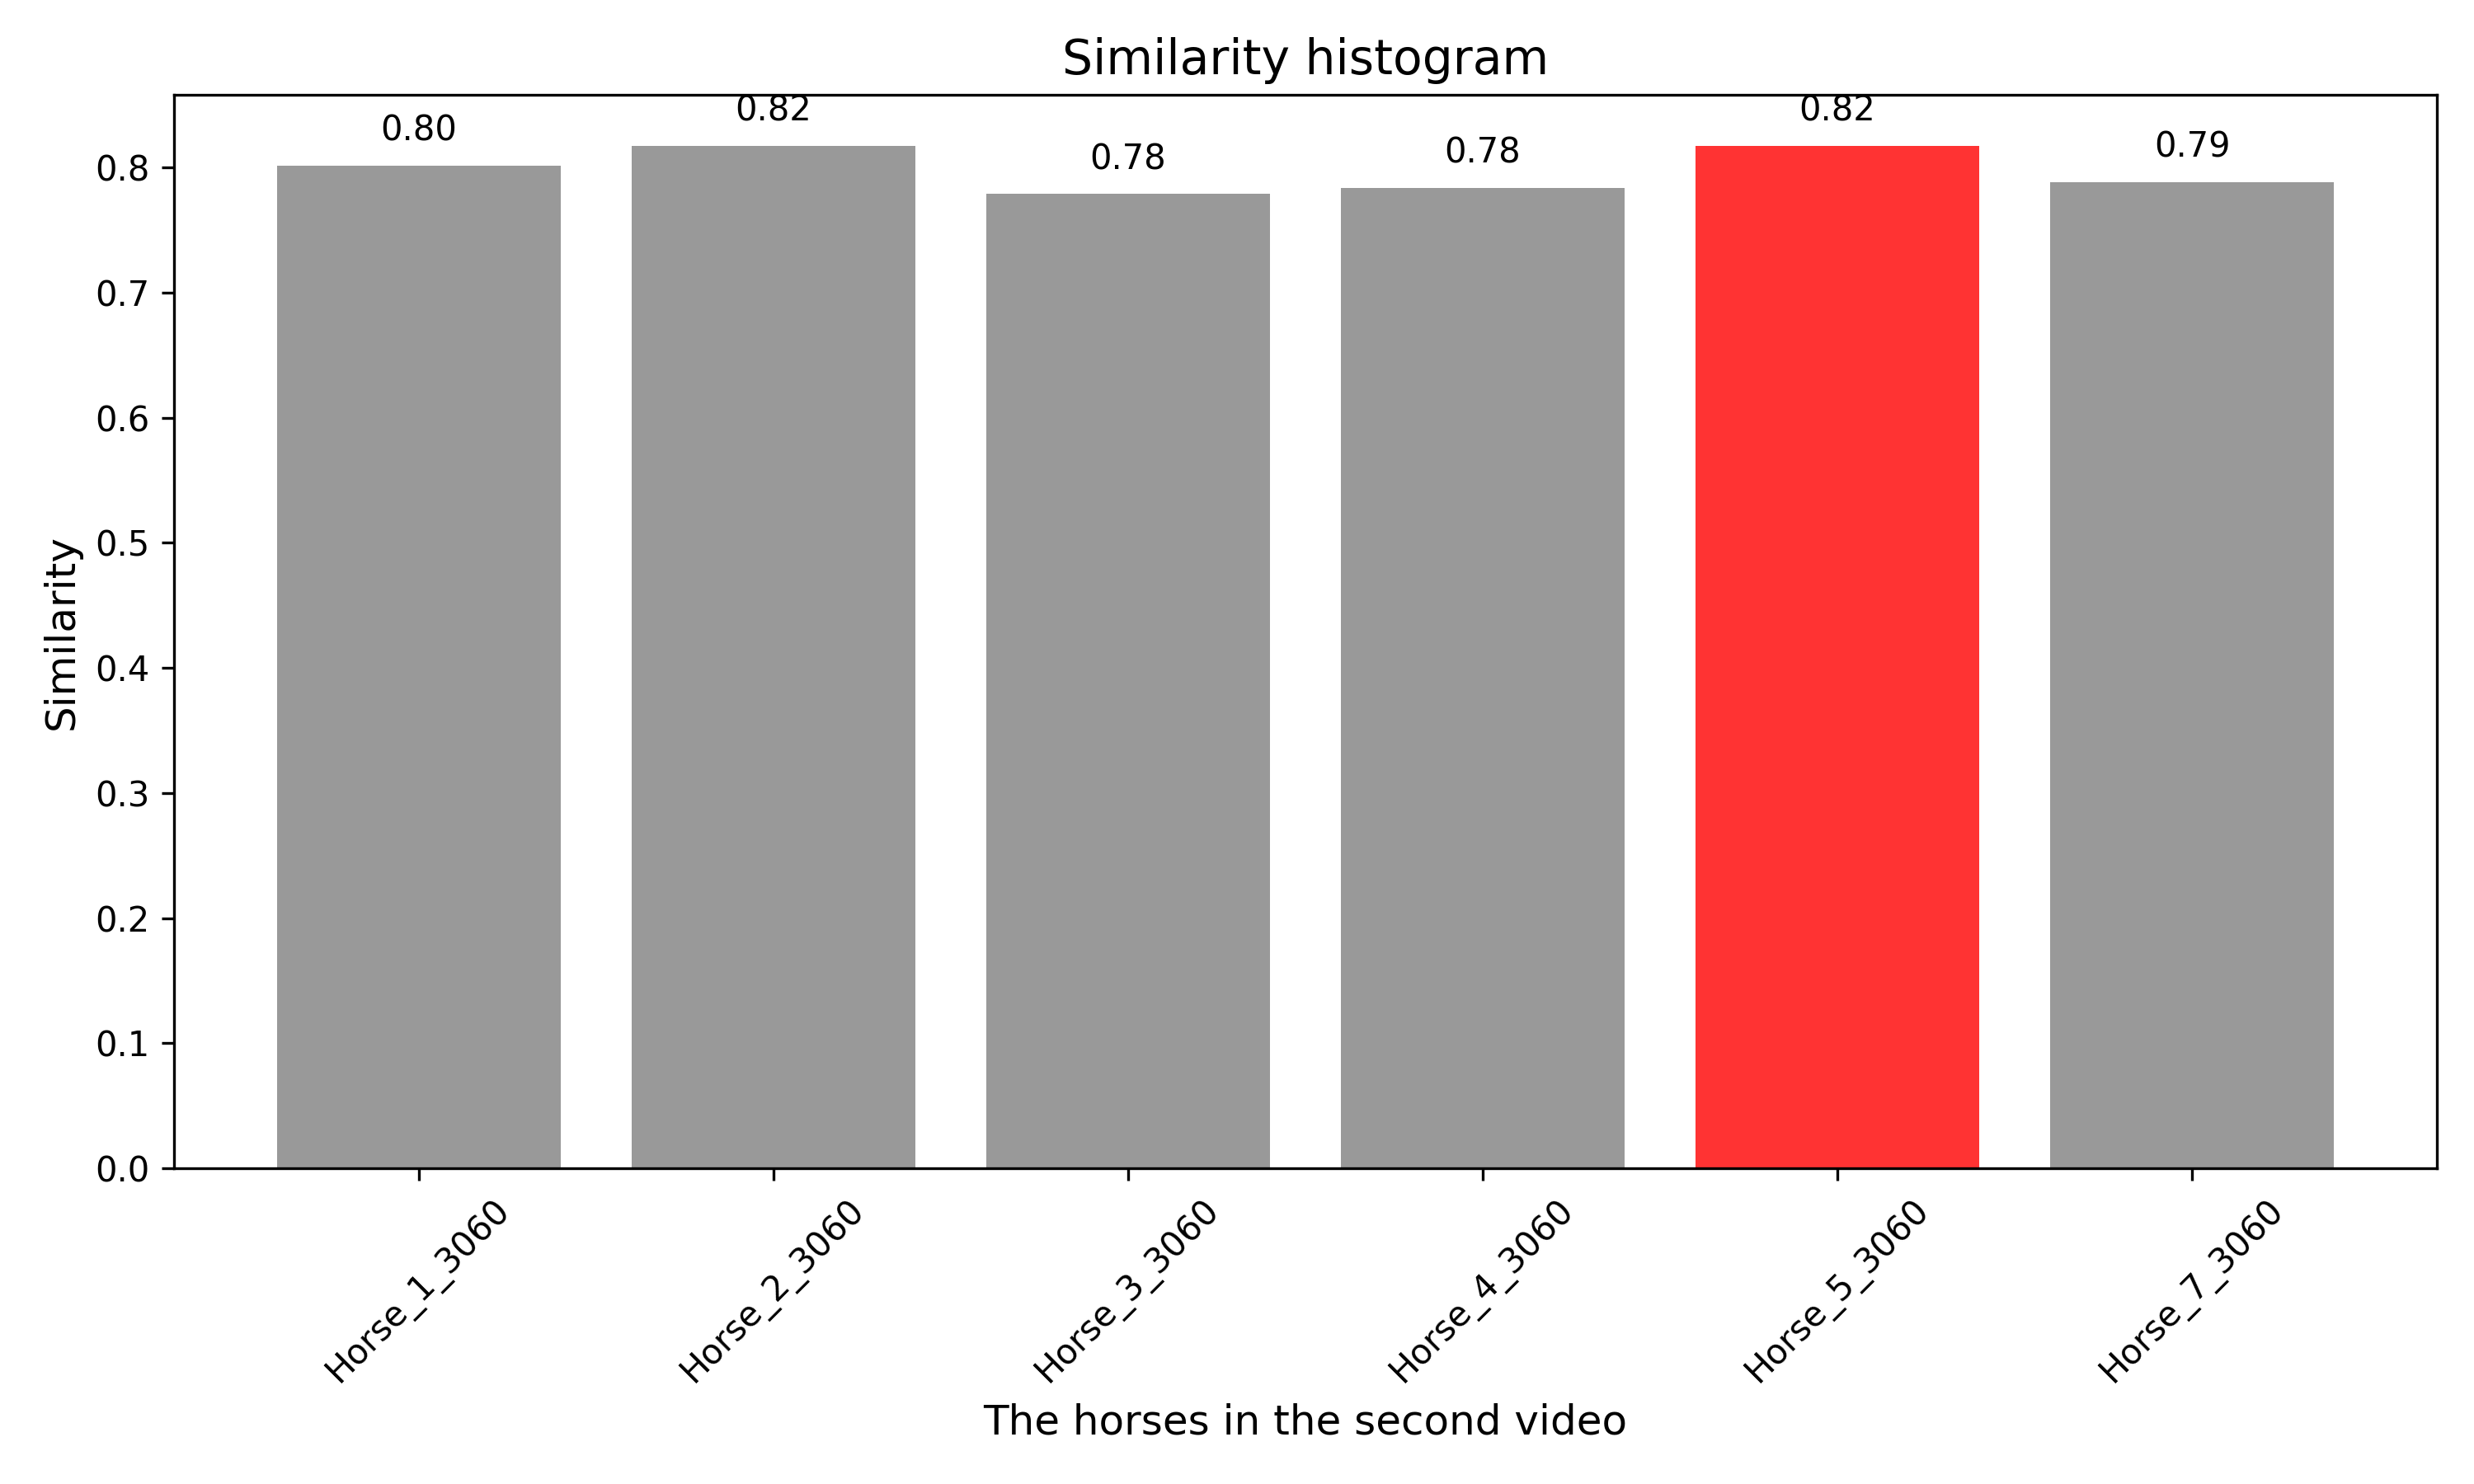 Similarity histogram
0.80
0.82
0.78
0.78
0.82
0.79
Similarity
0.8
0.7
0.6
0.5
0.4
0.3
0.2
0.1
0.0
Horse_1_3060
Horse_2_3060
Horse_3_3060
Horse_4_3060
Horse_5_3060
Horse_7_3060
The horses in the second video